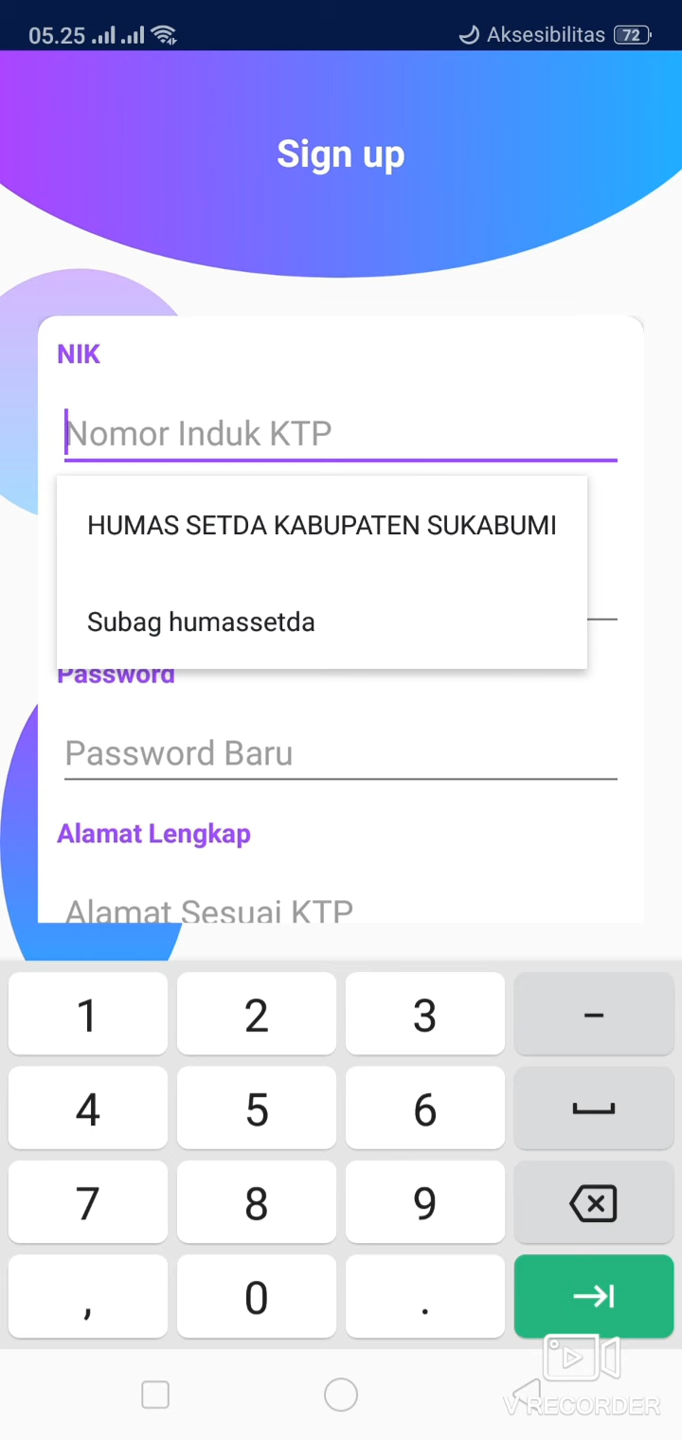 05.25
Aksesibilitas 72
Sign up
NIK
Nomor Induk KTP
HUMAS SETDA KABUPATEN SUKABUMI
Subag humassetda
Password
Password Baru
Alamat Lengkap
Alamat Sesuai KTP
1 2 3 -
4 5 6
7 8 9
, 0 .
V RECORDER